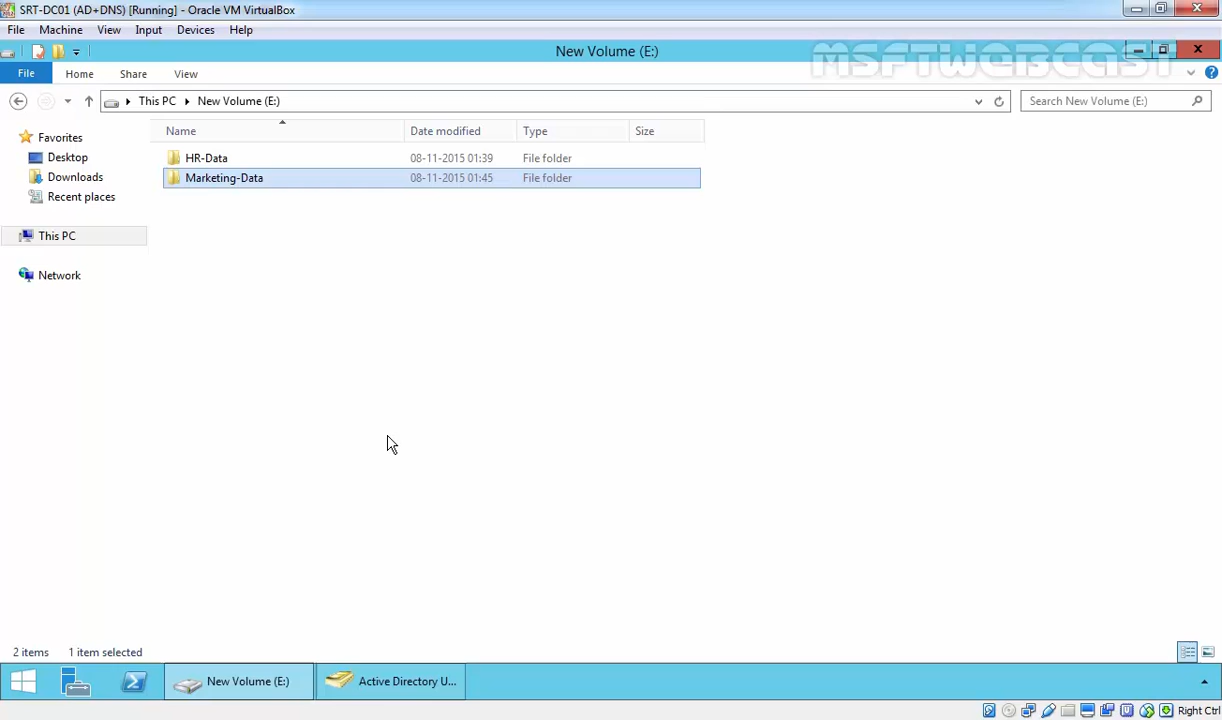 SRT-DC01 (AD+DNS) [Running] - Oracle VM VirtualBox
File Machine View Input Devices Help
New Volume (E:)
MSFTWEBCAST
File Home Share View
This PC New Volume (E:)
Search New Volume (E:)
Favorites
Desktop
Downloads
Recent places
This PC
Network
Name Date modified Type Size
HR-Data 08-11-2015 01:39 File folder
Marketing-Data 08-11-2015 01:45 File folder
2 items 1 item selected
New Volume (E:) Active Directory U...
Right Ctrl